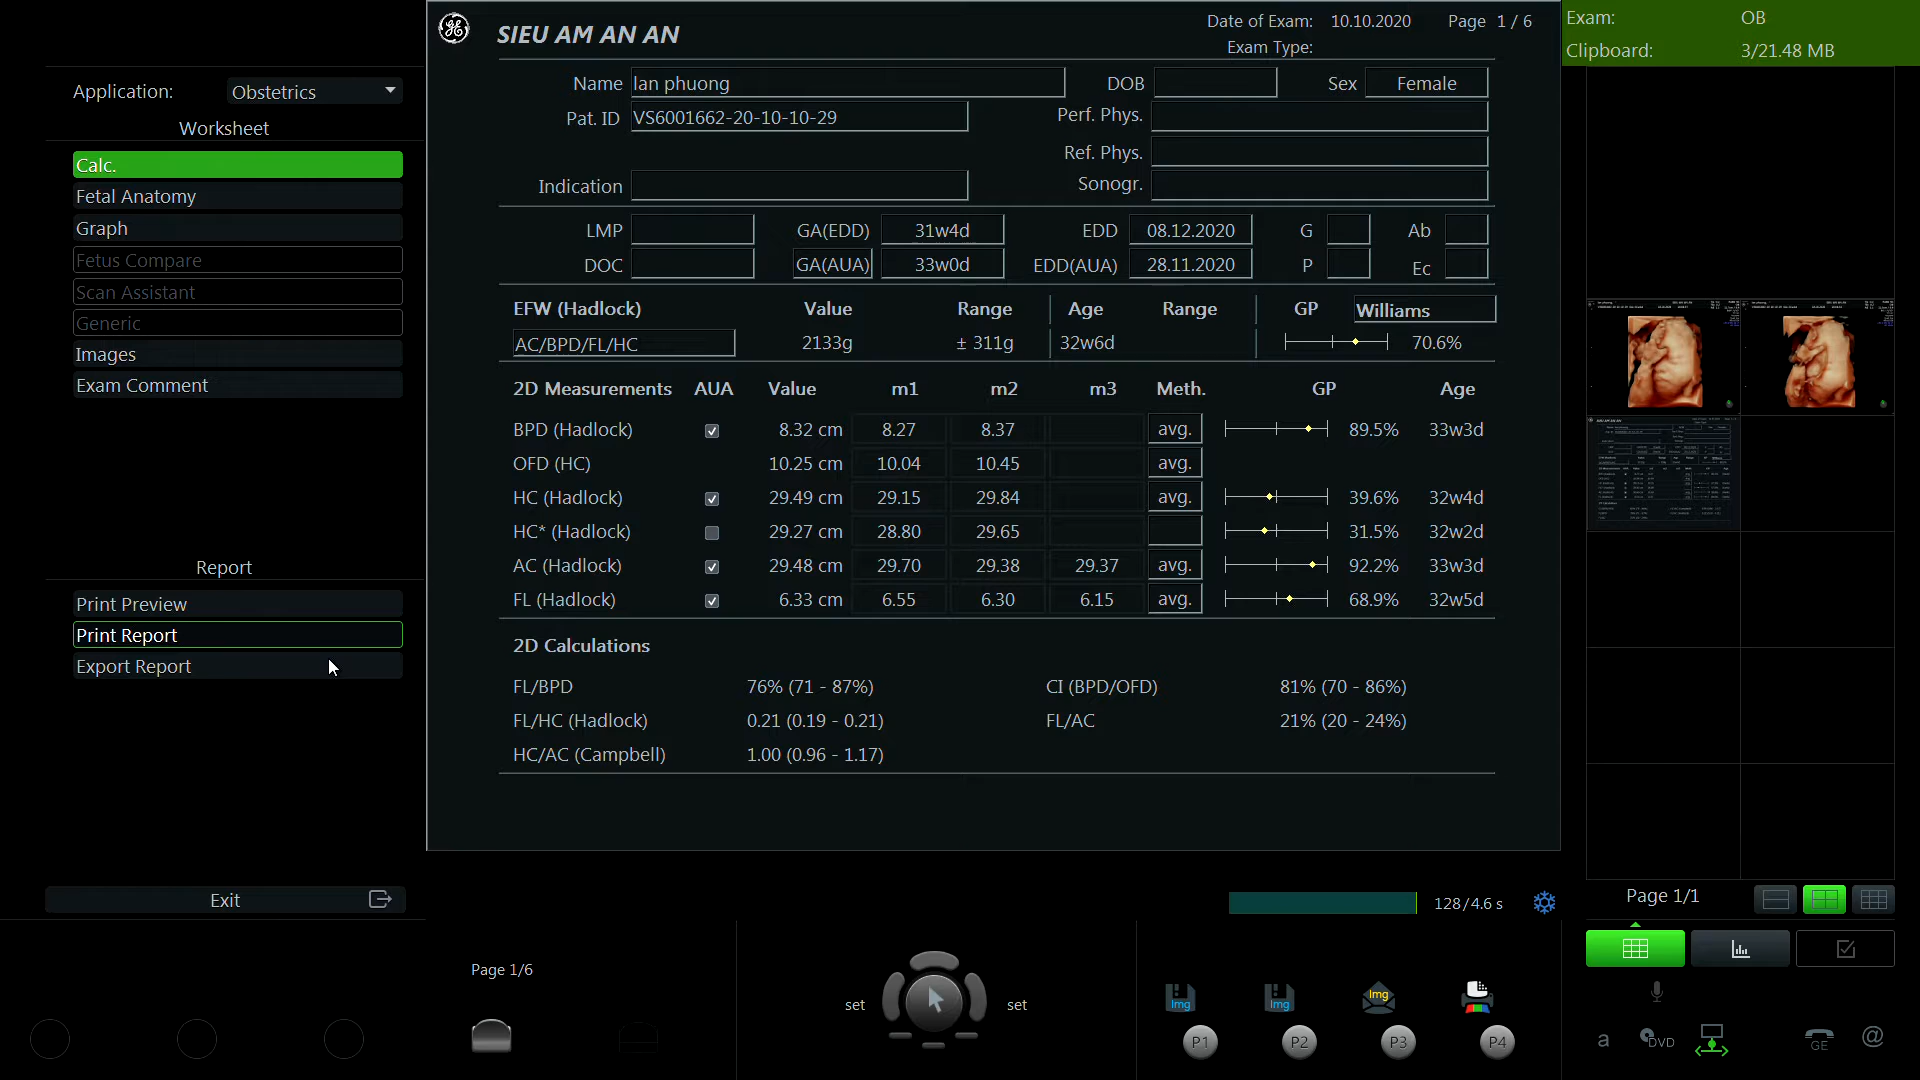 SIEU AM AN AN
Date of Exam: 10.10.2020 Page 1 / 6
Exam Type:
Exam: OB
Clipboard: 3/21.48 MB
Application: Obstetrics
Worksheet
Calc.
Fetal Anatomy
Graph
Fetus Compare
Scan Assistant
Generic
Images
Exam Comment
Report
Print Preview
Print Report
Export Report
Exit
Name lan phuong DOB Sex Female
Pat. ID VS6001662-20-10-10-29 Perf. Phys.
Ref. Phys.
Indication Sonogr.
LMP GA(EDD) 31w4d EDD 08.12.2020 G Ab
DOC GA(AUA) 33w0d EDD(AUA) 28.11.2020 P Ec
EFW (Hadlock) Value Range Age Range GP Williams
AC/BPD/FL/HC 2133g ± 311g 32w6d 70.6%
2D Measurements AUA Value m1 m2 m3 Meth. GP Age
BPD (Hadlock) 8.32 cm 8.27 8.37 avg. 89.5% 33w3d
OFD (HC) 10.25 cm 10.04 10.45 avg.
HC (Hadlock) 29.49 cm 29.15 29.84 avg. 39.6% 32w4d
HC* (Hadlock) 29.27 cm 28.80 29.65 31.5% 32w2d
AC (Hadlock) 29.48 cm 29.70 29.38 29.37 avg. 92.2% 33w3d
FL (Hadlock) 6.33 cm 6.55 6.30 6.15 avg. 68.9% 32w5d
2D Calculations
FL/BPD 76% (71 - 87%) CI (BPD/OFD) 81% (70 - 86%)
FL/HC (Hadlock) 0.21 (0.19 - 0.21) FL/AC 21% (20 - 24%)
HC/AC (Campbell) 1.00 (0.96 - 1.17)
128/4.6 s
Page 1/1
Page 1/6
set set
Img Img Img
P1 P2 P3 P4
a DVD GE @